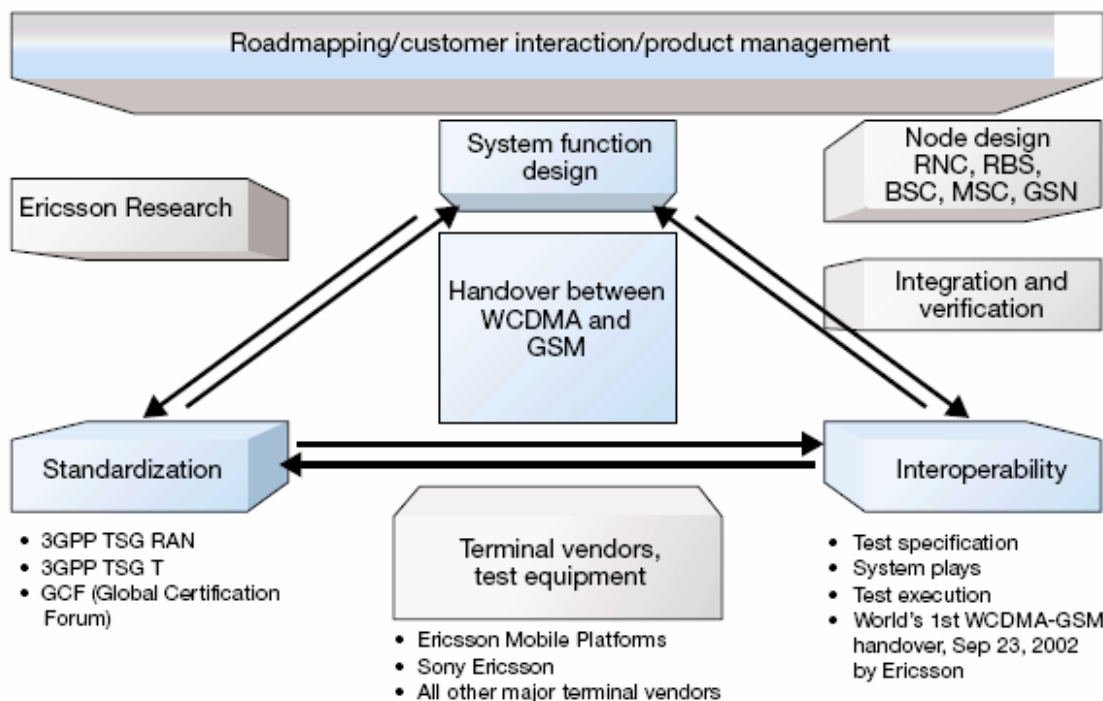 Roadmapping/customer interaction/product management
System function
design
Node design
RNC, RBS,
BSC, MSC, GSN
Ericsson Research
Handover between
WCDMA and
GSM
Integration and
verification
Standardization
Interoperability
• 3GPP TSG RAN
• 3GPP TSG T
• GCF (Global Certification
Forum)
Terminal vendors,
test equipment
• Ericsson Mobile Platforms
• Sony Ericsson
• All other major terminal vendors
• Test specification
• System plays
• Test execution
• World's 1st WCDMA-GSM
handover, Sep 23, 2002
by Ericsson